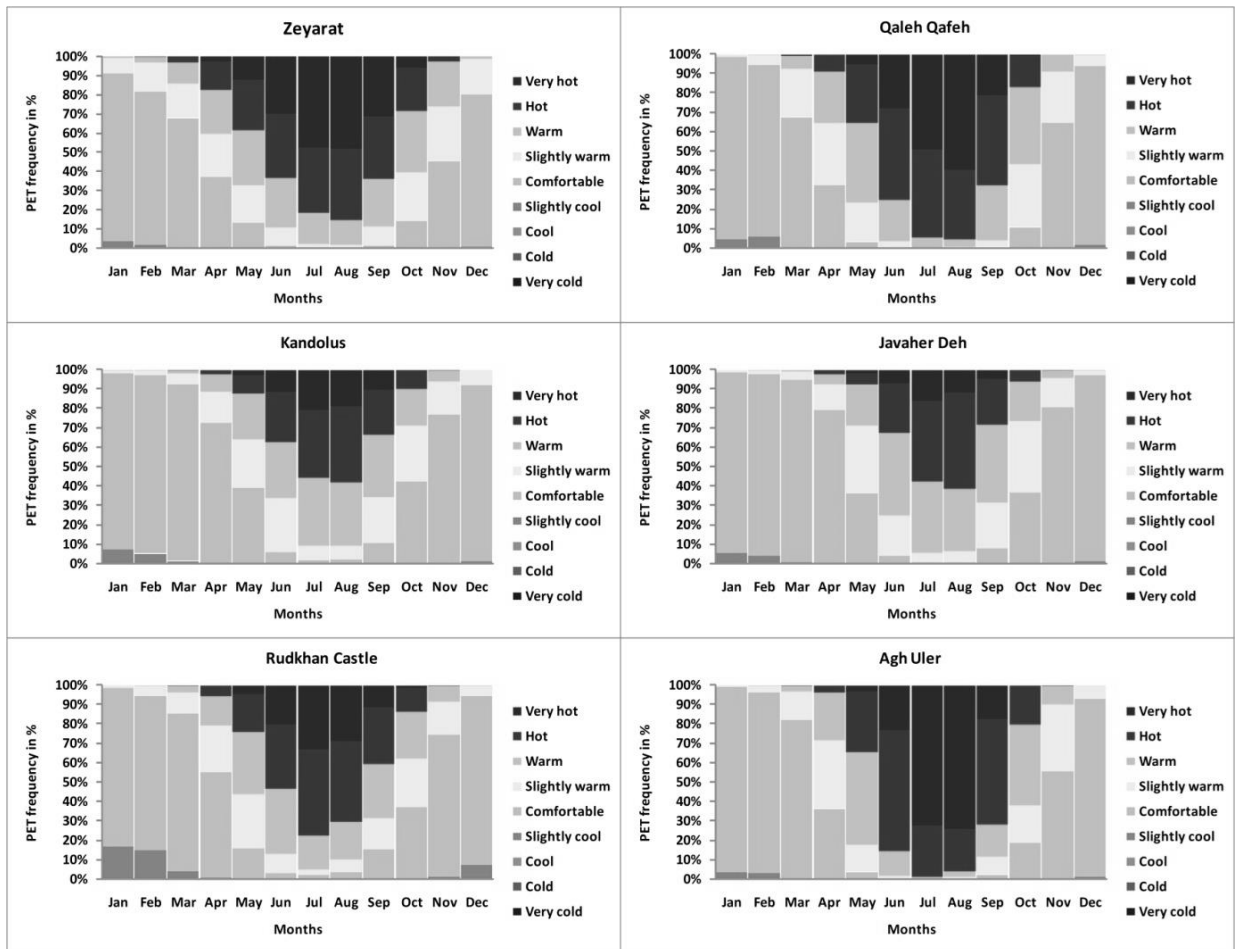 Zeyarat
PET frequency in %
100%
90%
80%
70%
60%
50%
40%
30%
20%
10%
0%
Jan Feb Mar Apr May Jun Jul Aug Sep Oct Nov Dec
Months
Very hot
Hot
Warm
Slightly warm
Comfortable
Slightly cool
Cool
Cold
Very cold
Qaleh Qafeh
PET frequency in %
100%
90%
80%
70%
60%
50%
40%
30%
20%
10%
0%
Jan Feb Mar Apr May Jun Jul Aug Sep Oct Nov Dec
Months
Very hot
Hot
Warm
Slightly warm
Comfortable
Slightly cool
Cool
Cold
Very cold
Kandolus
PET frequency in %
100%
90%
80%
70%
60%
50%
40%
30%
20%
10%
0%
Jan Feb Mar Apr May Jun Jul Aug Sep Oct Nov Dec
Months
Very hot
Hot
Warm
Slightly warm
Comfortable
Slightly cool
Cool
Cold
Very cold
Javaher Deh
PET frequency in %
100%
90%
80%
70%
60%
50%
40%
30%
20%
10%
0%
Jan Feb Mar Apr May Jun Jul Aug Sep Oct Nov Dec
Months
Very hot
Hot
Warm
Slightly warm
Comfortable
Slightly cool
Cool
Cold
Very cold
Rudkhan Castle
PET frequency in %
100%
90%
80%
70%
60%
50%
40%
30%
20%
10%
0%
Jan Feb Mar Apr May Jun Jul Aug Sep Oct Nov Dec
Months
Very hot
Hot
Warm
Slightly warm
Comfortable
Slightly cool
Cool
Cold
Very cold
Agh Uler
PET frequency in %
100%
90%
80%
70%
60%
50%
40%
30%
20%
10%
0%
Jan Feb Mar Apr May Jun Jul Aug Sep Oct Nov Dec
Months
Very hot
Hot
Warm
Slightly warm
Comfortable
Slightly cool
Cool
Cold
Very cold